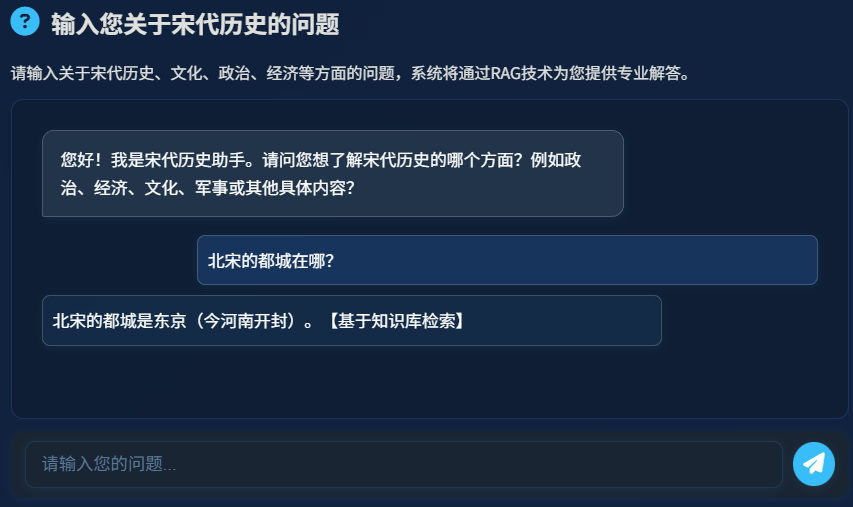 ?
输入您关于宋代历史的问题
请输入关于宋代历史、文化、政治、经济等方面的问题，系统将通过RAG技术为您提供专业解答。
您好！我是宋代历史助手。请问您想了解宋代历史的哪个方面？例如政
治、经济、文化、军事或其他具体内容？
北宋的都城在哪？
北宋的都城是东京（今河南开封）。【基于知识库检索】
请输入您的问题...